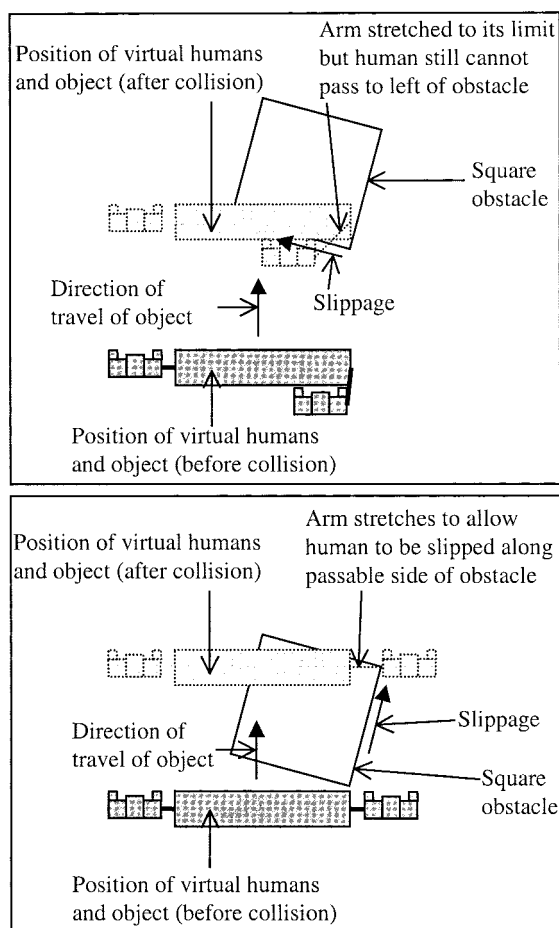 Position of virtual humans
and object (after collision)
Arm stretched to its limit
but human still cannot
pass to left of obstacle
Square
obstacle
Direction of
travel of object
Slippage
Position of virtual humans
and object (before collision)
Position of virtual humans
and object (after collision)
Arm stretches to allow
human to be slipped along
passable side of obstacle
Direction of
travel of object
Slippage
Square
obstacle
Position of virtual humans
and object (before collision)